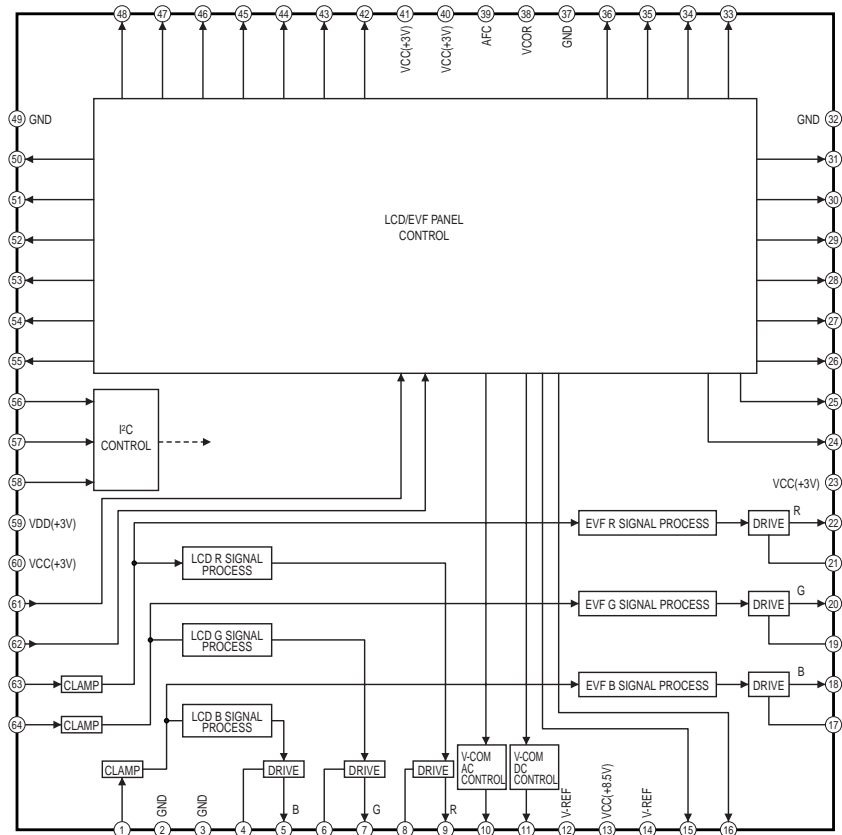 48 47 46 45 44 43 42 41 40 39 38 37 36 35 34 33
VCC(+3V) VCC(+3V) AFC VCOR GND
49 GND
GND 32
50
31
51
30
52
29
LCD/EVF PANEL
CONTROL
53
28
54
27
55
26
56
25
I²C
CONTROL
57
24
58
VCC(+3V) 23
59 VDD(+3V)
EVF R SIGNAL PROCESS
DRIVE
R
22
60 VCC(+3V)
LCD R SIGNAL
PROCESS
21
61
EVF G SIGNAL PROCESS
DRIVE
G
20
62
LCD G SIGNAL
PROCESS
19
63
CLAMP
EVF B SIGNAL PROCESS
DRIVE
B
18
64
CLAMP
LCD B SIGNAL
PROCESS
17
CLAMP
DRIVE
DRIVE
DRIVE
V-COM
AC
CONTROL
V-COM
DC
CONTROL
GND GND B G R V-REF VCC(+8.5V) V-REF
1 2 3 4 5 6 7 8 9 10 11 12 13 14 15 16